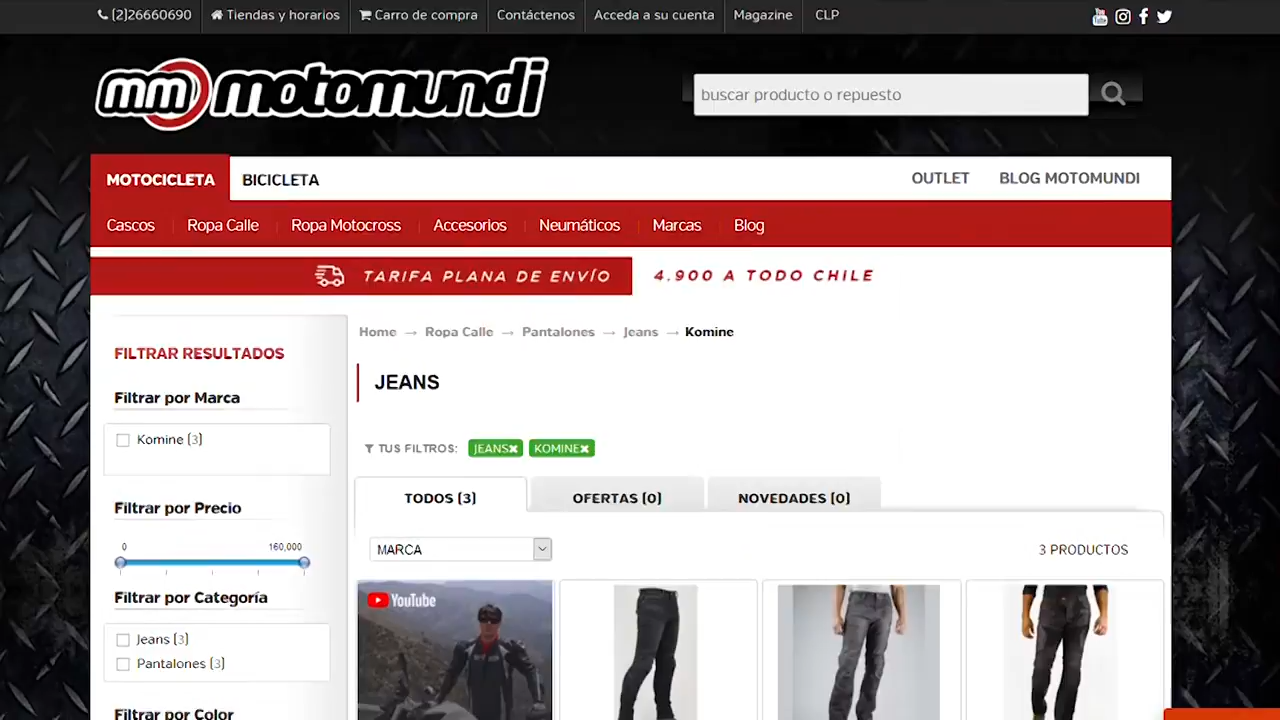 (2)26660690 Tiendas y horarios Carro de compra Contáctenos Acceda a su cuenta Magazine CLP
mm motomundi
buscar producto o repuesto
MOTOCICLETA BICICLETA OUTLET BLOG MOTOMUNDI
Cascos Ropa Calle Ropa Motocross Accesorios Neumáticos Marcas Blog
TARIFA PLANA DE ENVÍO 4.900 A TODO CHILE
Home → Ropa Calle → Pantalones → Jeans → Komine
FILTRAR RESULTADOS
Filtrar por Marca
Komine (3)
Filtrar por Precio
0 160,000
Filtrar por Categoría
Jeans (3)
Pantalones (3)
Filtrar por Color
JEANS
TUS FILTROS: JEANS✖ KOMINE✖
TODOS (3) OFERTAS (0) NOVEDADES (0)
MARCA 3 PRODUCTOS
YouTube